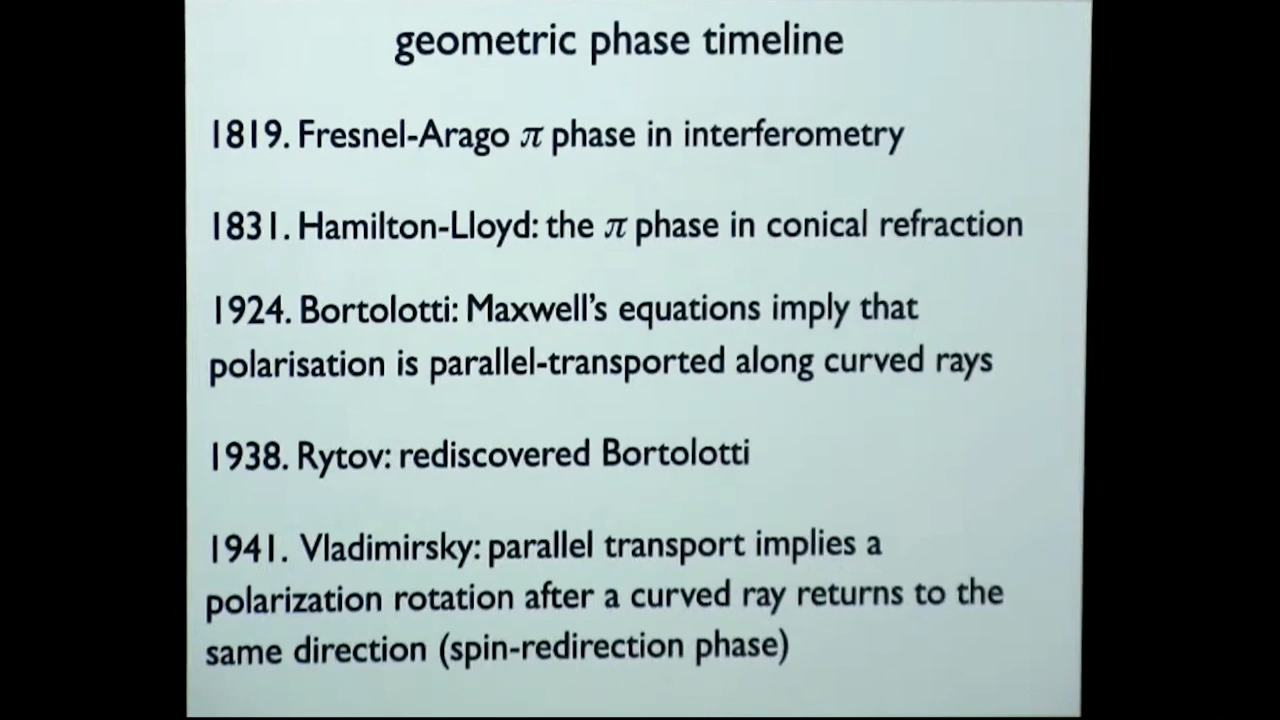 geometric phase timeline
1819. Fresnel-Arago π phase in interferometry
1831. Hamilton-Lloyd: the π phase in conical refraction
1924. Bortolotti: Maxwell's equations imply that
polarisation is parallel-transported along curved rays
1938. Rytov: rediscovered Bortolotti
1941. Vladimirsky: parallel transport implies a
polarization rotation after a curved ray returns to the
same direction (spin-redirection phase)